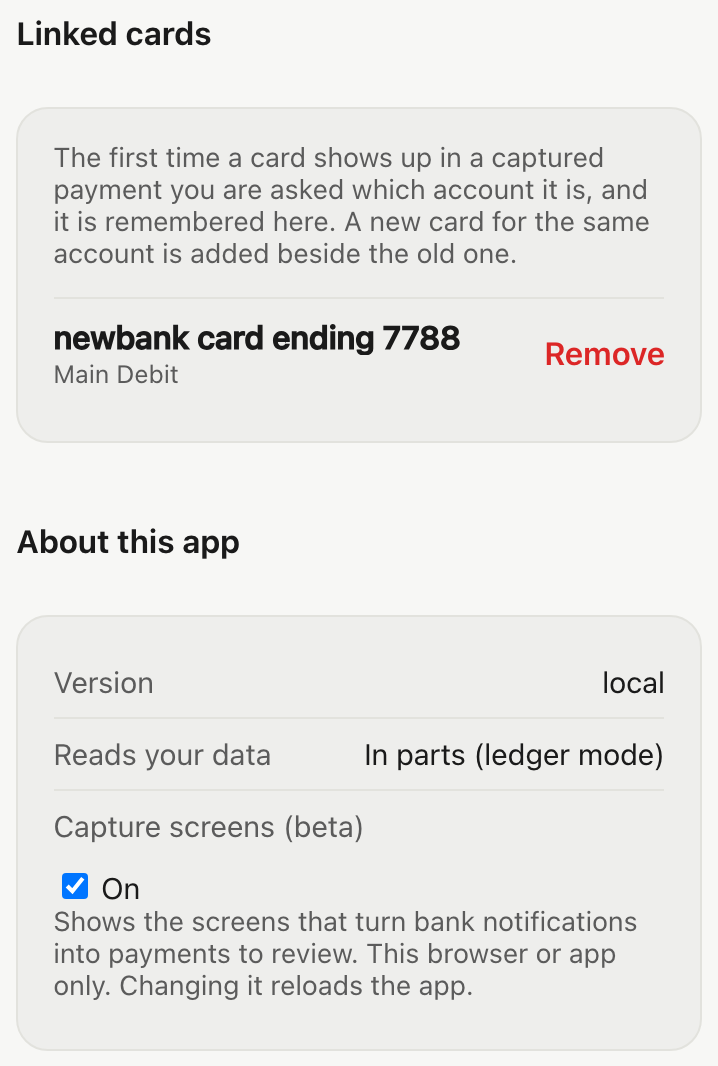 Linked cards
The first time a card shows up in a captured
payment you are asked which account it is, and
it is remembered here. A new card for the same
account is added beside the old one.
newbank card ending 7788
Main Debit
Remove
About this app
Version local
Reads your data In parts (ledger mode)
Capture screens (beta)
On
Shows the screens that turn bank notifications
into payments to review. This browser or app
only. Changing it reloads the app.